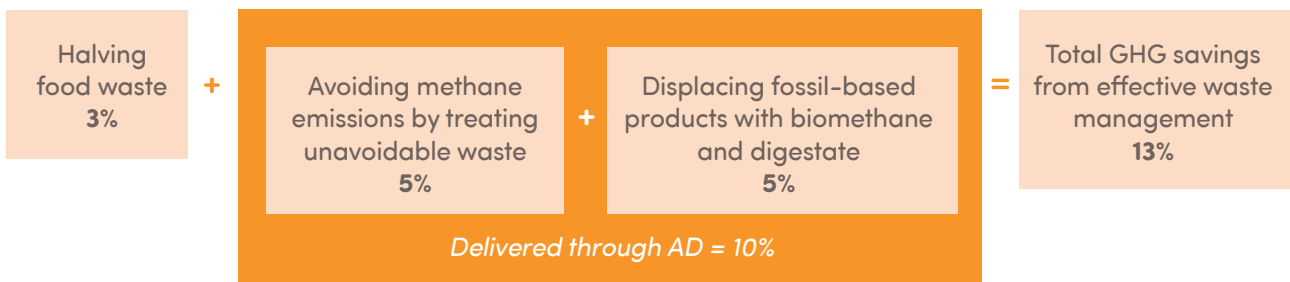 Halving
food waste
3%
+
Avoiding methane
emissions by treating
unavoidable waste
5%
+
Displacing fossil-based
products with biomethane
and digestate
5%
Delivered through AD = 10%
=
Total GHG savings
from effective waste
management
13%